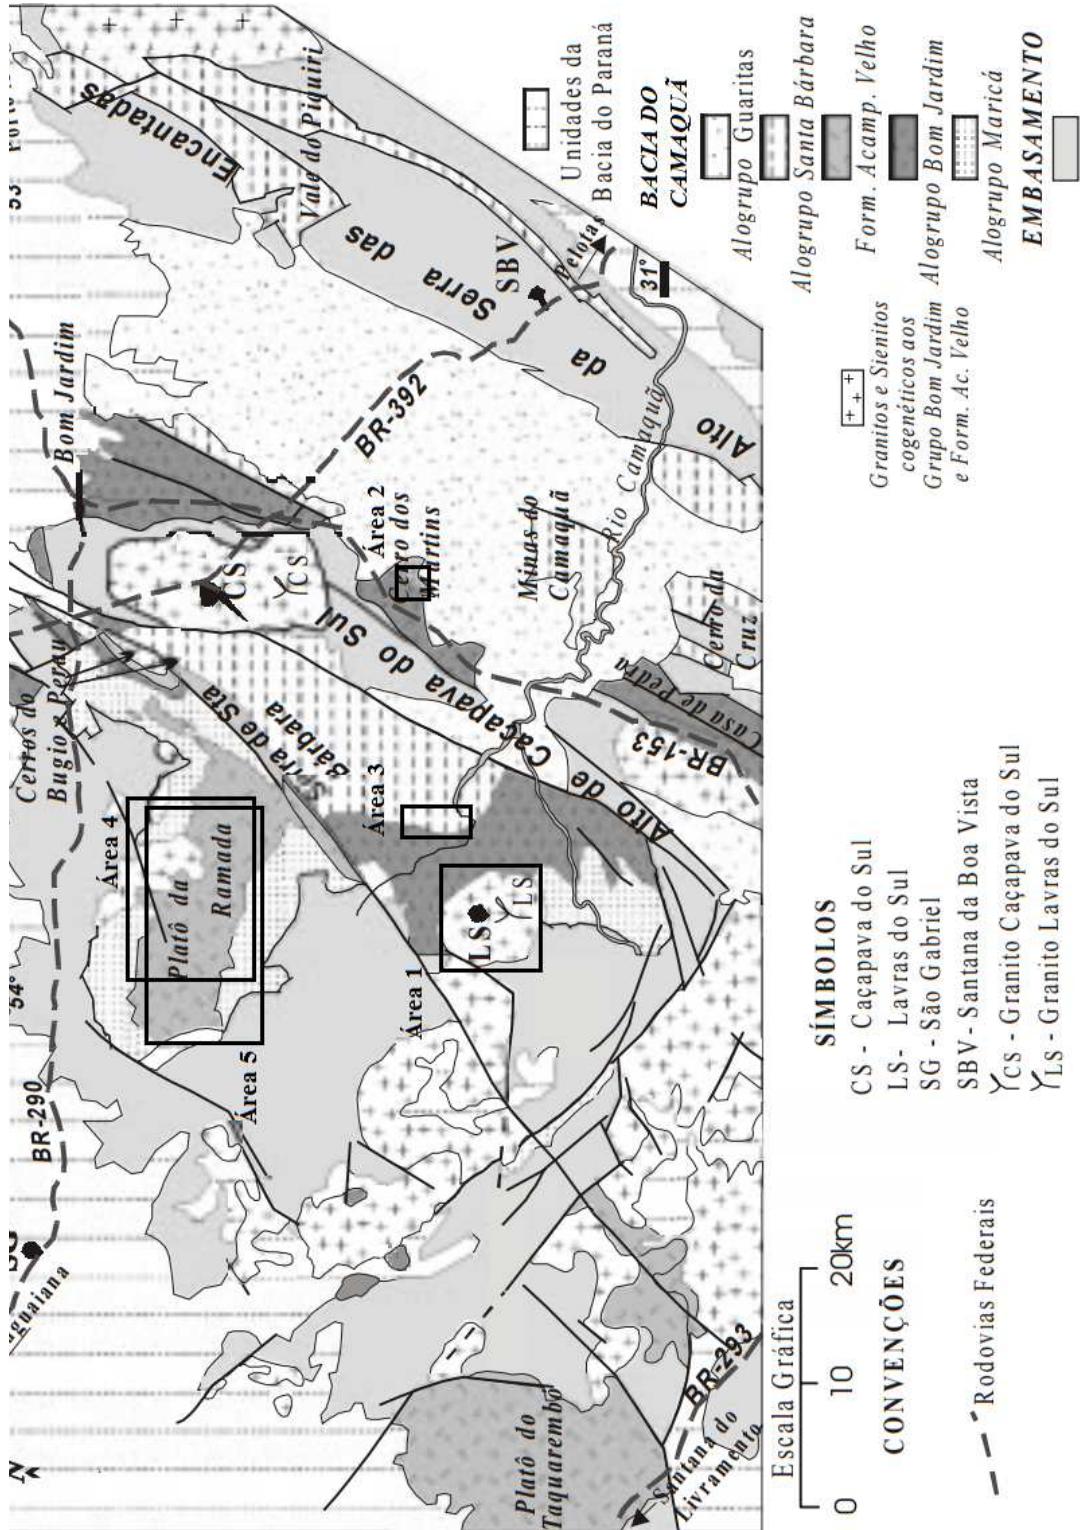 54°
53°
BR-290
Cerros do
Bugio e Perau
Bom Jardim
Encantadas
Vale do Piquiri
Área 4
Platô da
Ramada
Área 5
Serra de Sta
Bárbara
CS
CS
Alto de Caçapava do Sul
Área 2
Cerro dos
Martins
BR-392
Alto da Serra das
SBV
Pelotas
31°
Área 3
Área 1
LS
LS
Minas do
Camaquã
Rio Camaquã
Casa de Pedra
Cerro da
Cruz
BR-153
Platô do
Taquarembó
BR-293
Santana do
Livramento
Unidades da
Bacia do Paraná
BACIA DO
CAMAQUÃ
Alogrupo Guaritas
Alogrupo Santa Bárbara
Form. Acamp. Velho
Alogrupo Bom Jardim
Alogrupo Maricá
EMBASAMENTO
Granitos e Sienitos
cogenéticos aos
Grupo Bom Jardim
e Form. Ac. Velho
Escala Gráfica
0 10 20km
CONVENÇÕES
Rodovias Federais
SÍMBOLOS
CS - Caçapava do Sul
LS - Lavras do Sul
SG - São Gabriel
SBV - Santana da Boa Vista
ϒCS - Granito Caçapava do Sul
ϒLS - Granito Lavras do Sul